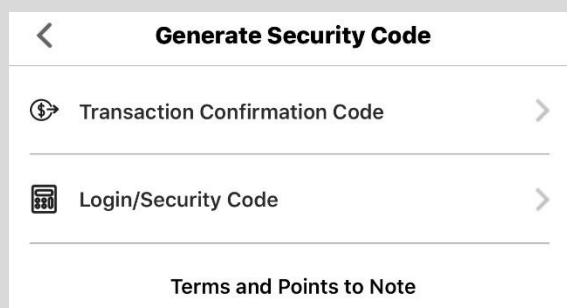 Generate Security Code
Transaction Confirmation Code
Login/Security Code
Terms and Points to Note